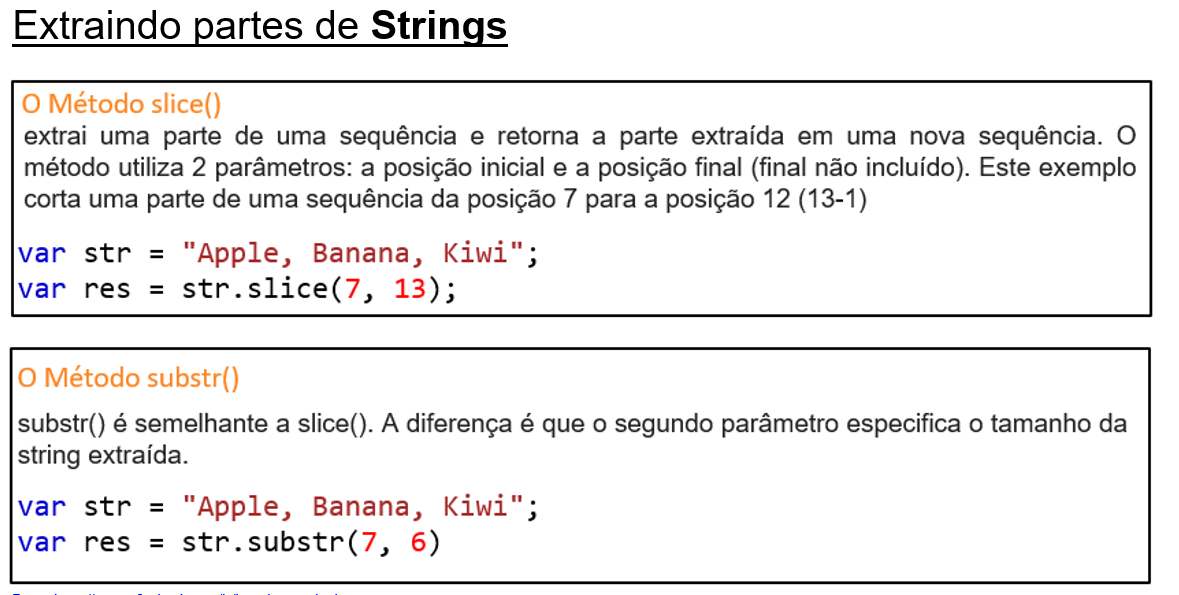 Extraindo partes de Strings
O Método slice()
extrai uma parte de uma sequência e retorna a parte extraída em uma nova sequência. O
método utiliza 2 parâmetros: a posição inicial e a posição final (final não incluído). Este exemplo
corta uma parte de uma sequência da posição 7 para a posição 12 (13-1)
var str = "Apple, Banana, Kiwi";
var res = str.slice(7, 13);
O Método substr()
substr() é semelhante a slice(). A diferença é que o segundo parâmetro especifica o tamanho da
string extraída.
var str = "Apple, Banana, Kiwi";
var res = str.substr(7, 6)